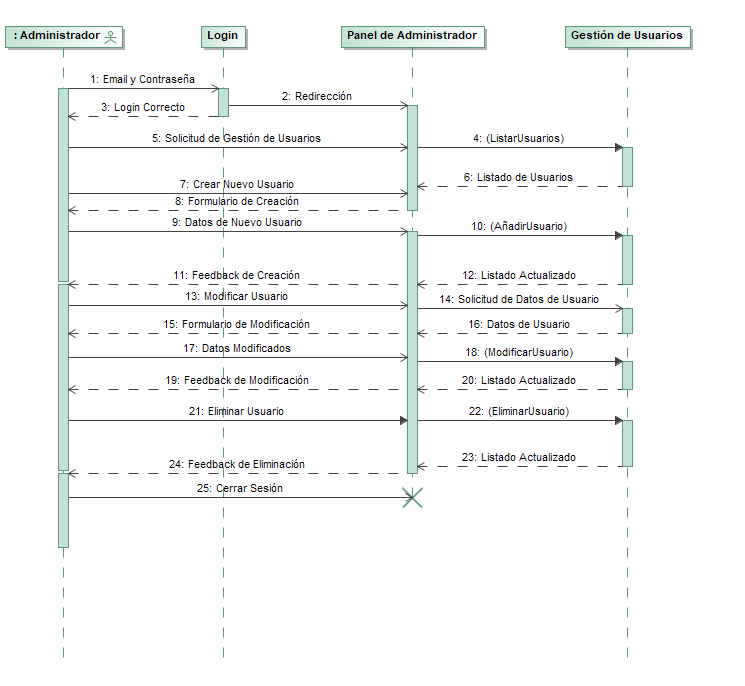 : Administrador
Login
Panel de Administrador
Gestión de Usuarios
1: Email y Contraseña
2: Redirección
3: Login Correcto
5: Solicitud de Gestión de Usuarios
4: (ListarUsuarios)
6: Listado de Usuarios
7: Crear Nuevo Usuario
8: Formulario de Creación
9: Datos de Nuevo Usuario
10: (AñadirUsuario)
11: Feedback de Creación
12: Listado Actualizado
13: Modificar Usuario
14: Solicitud de Datos de Usuario
15: Formulario de Modificación
16: Datos de Usuario
17: Datos Modificados
18: (ModificarUsuario)
19: Feedback de Modificación
20: Listado Actualizado
21: Eliminar Usuario
22: (EliminarUsuario)
23: Listado Actualizado
24: Feedback de Eliminación
25: Cerrar Sesión